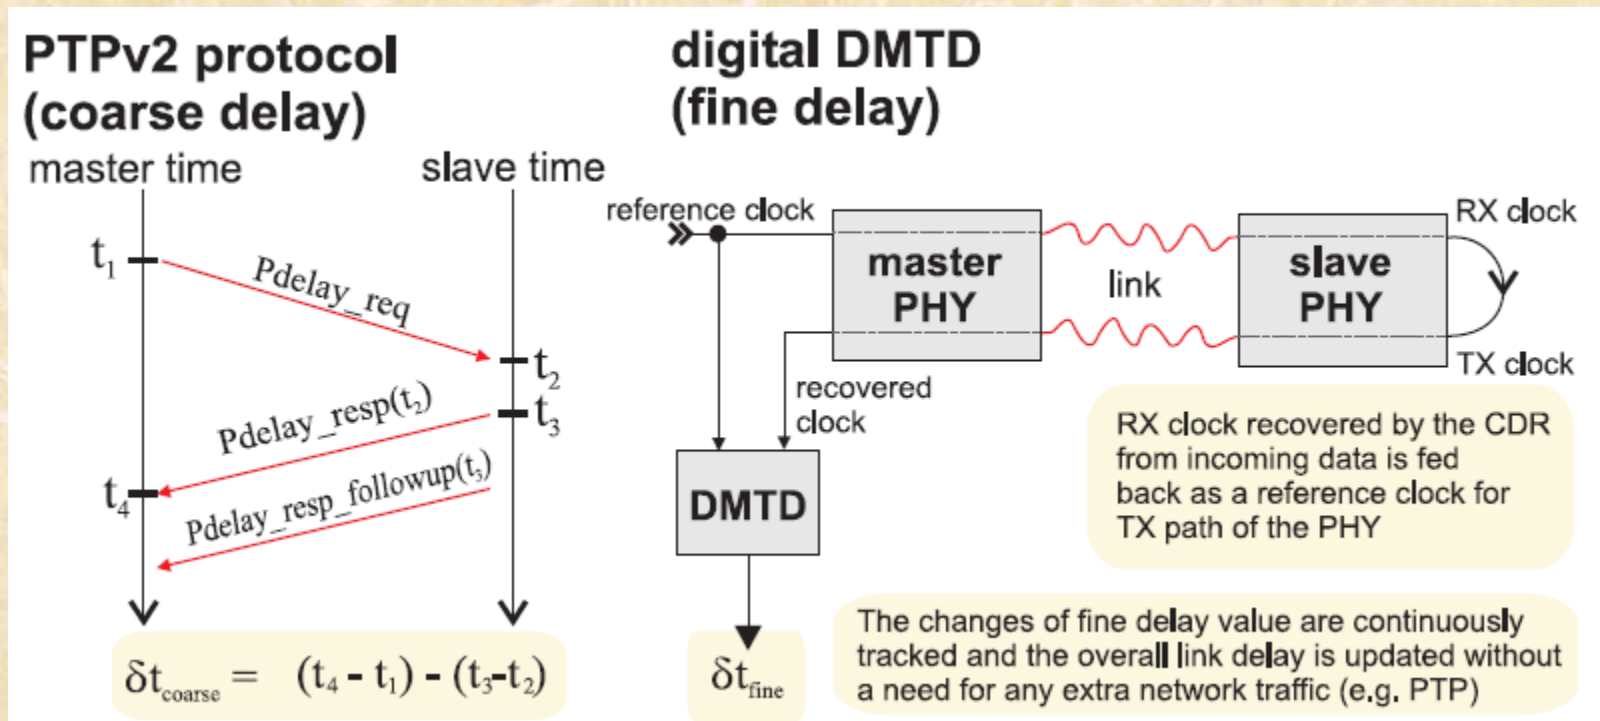 PTPv2 protocol
(coarse delay)
master time
slave time
t1
Pdelay_req
t2
Pdelay_resp(t2)
t3
t4
Pdelay_resp_followup(t3)
δtcoarse = (t4 - t1) - (t3-t2)
digital DMTD
(fine delay)
reference clock
master
PHY
link
slave
PHY
RX clock
TX clock
recovered
clock
DMTD
δtfine
RX clock recovered by the CDR
from incoming data is fed
back as a reference clock for
TX path of the PHY
The changes of fine delay value are continuously
tracked and the overall link delay is updated without
a need for any extra network traffic (e.g. PTP)